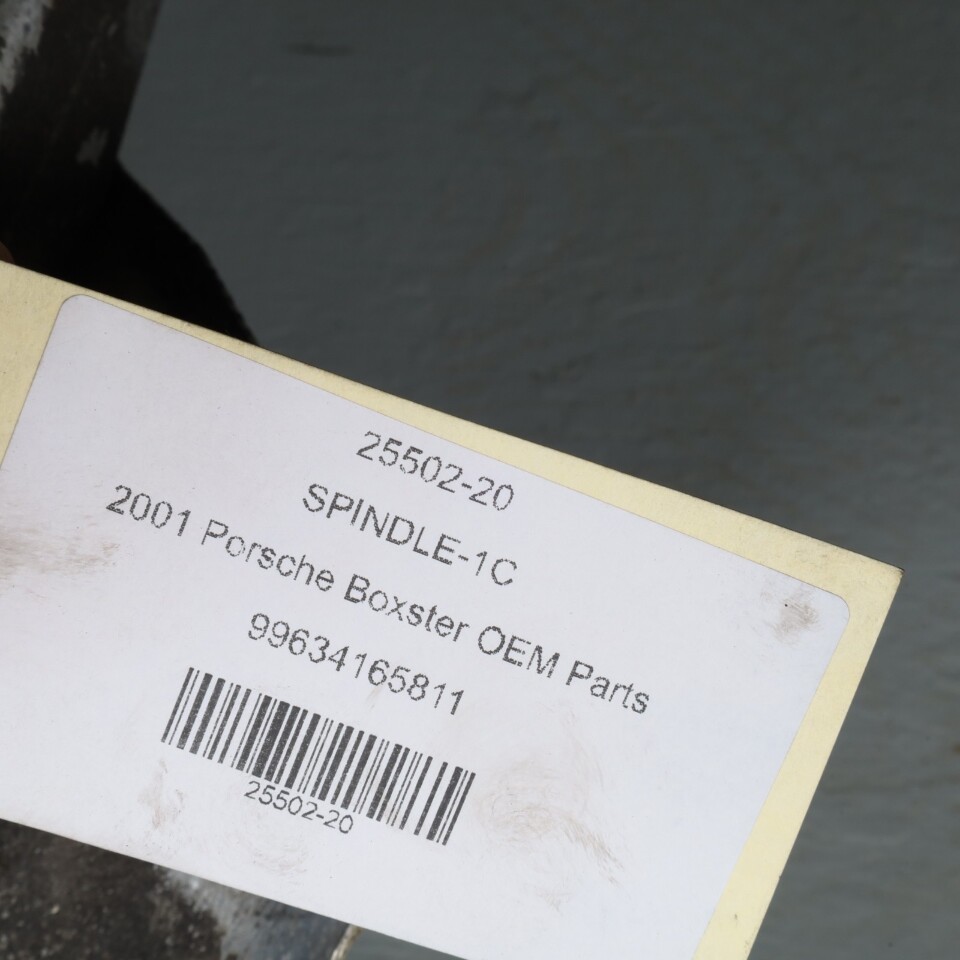 25502-20
SPINDLE-1C
2001 Porsche Boxster OEM Parts
99634165811
25502-20